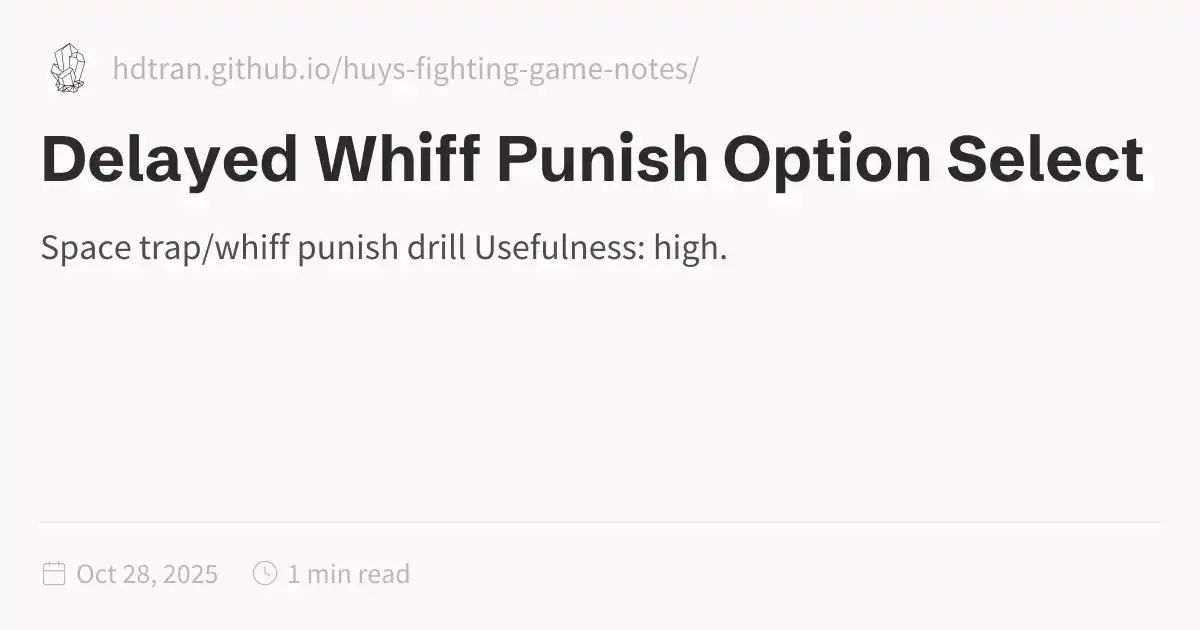 hdtran.github.io/huys-fighting-game-notes/
Delayed Whiff Punish Option Select
Space trap/whiff punish drill Usefulness: high.
Oct 28, 2025 1 min read